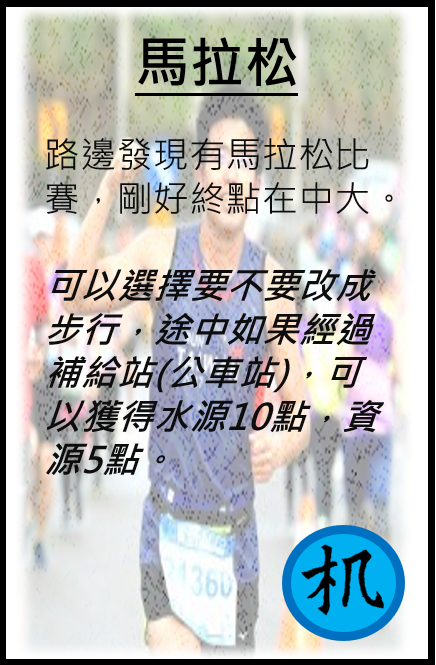 馬拉松
路邊發現有馬拉松比
賽，剛好終點在中大。
可以選擇要不要改成
步行，途中如果經過
補給站(公車站)，可
以獲得水源10點，資
源5點。
21360
机